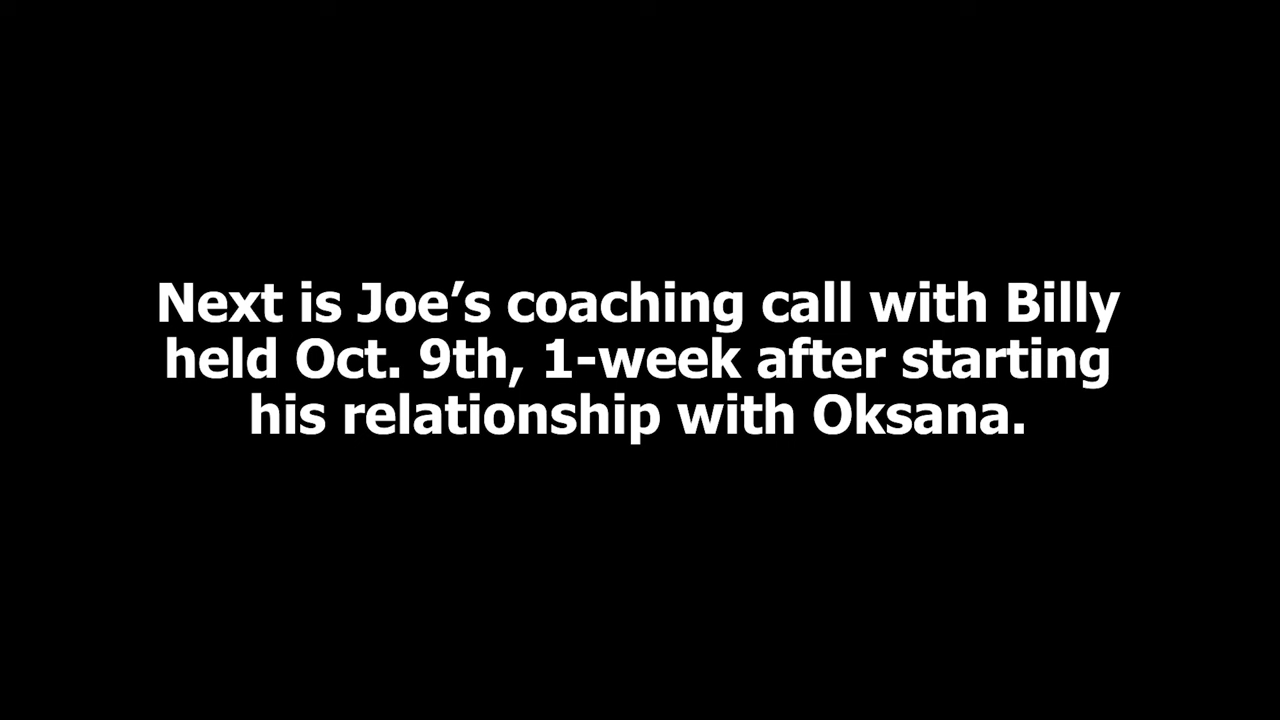 Next is Joe’s coaching call with Billy
held Oct. 9th, 1-week after starting
his relationship with Oksana.